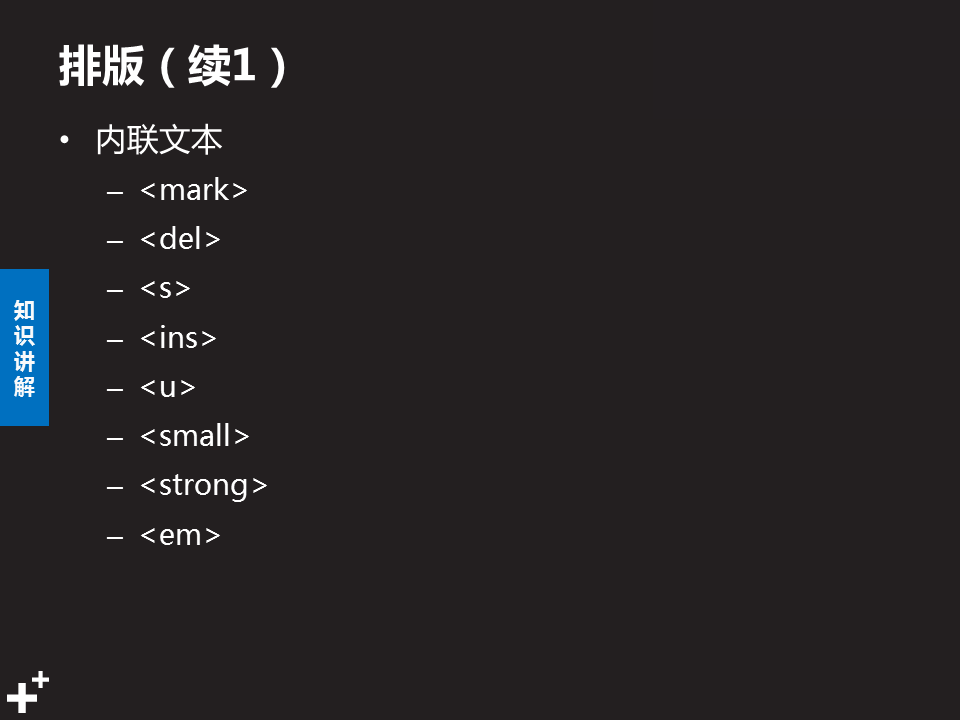 排版（续1）
• 内联文本
– <mark>
– <del>
– <s>
– <ins>
– <u>
– <small>
– <strong>
– <em>
知识讲解